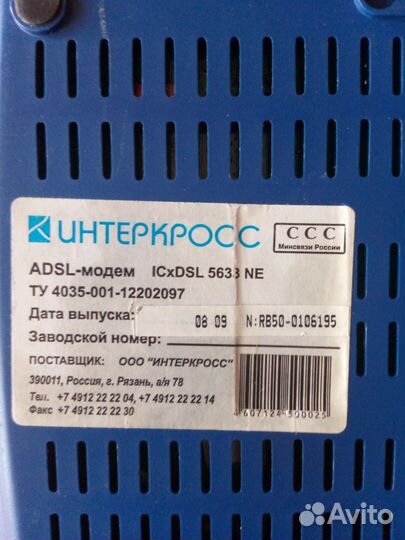 ИНТЕРКРОСС
ССС
Минсвязи России
ADSL-модем ICxDSL 5633 NE
ТУ 4035-001-12202097
Дата выпуска: 08 09 N:RB50-0106195
Заводской номер:
ПОСТАВЩИК: ООО "ИНТЕРКРОСС"
390011, Россия, г. Рязань, а/я 78
Тел. +7 4912 22 22 04, +7 4912 22 22 14
Факс +7 4912 22 22 30
4607124500025
Avito